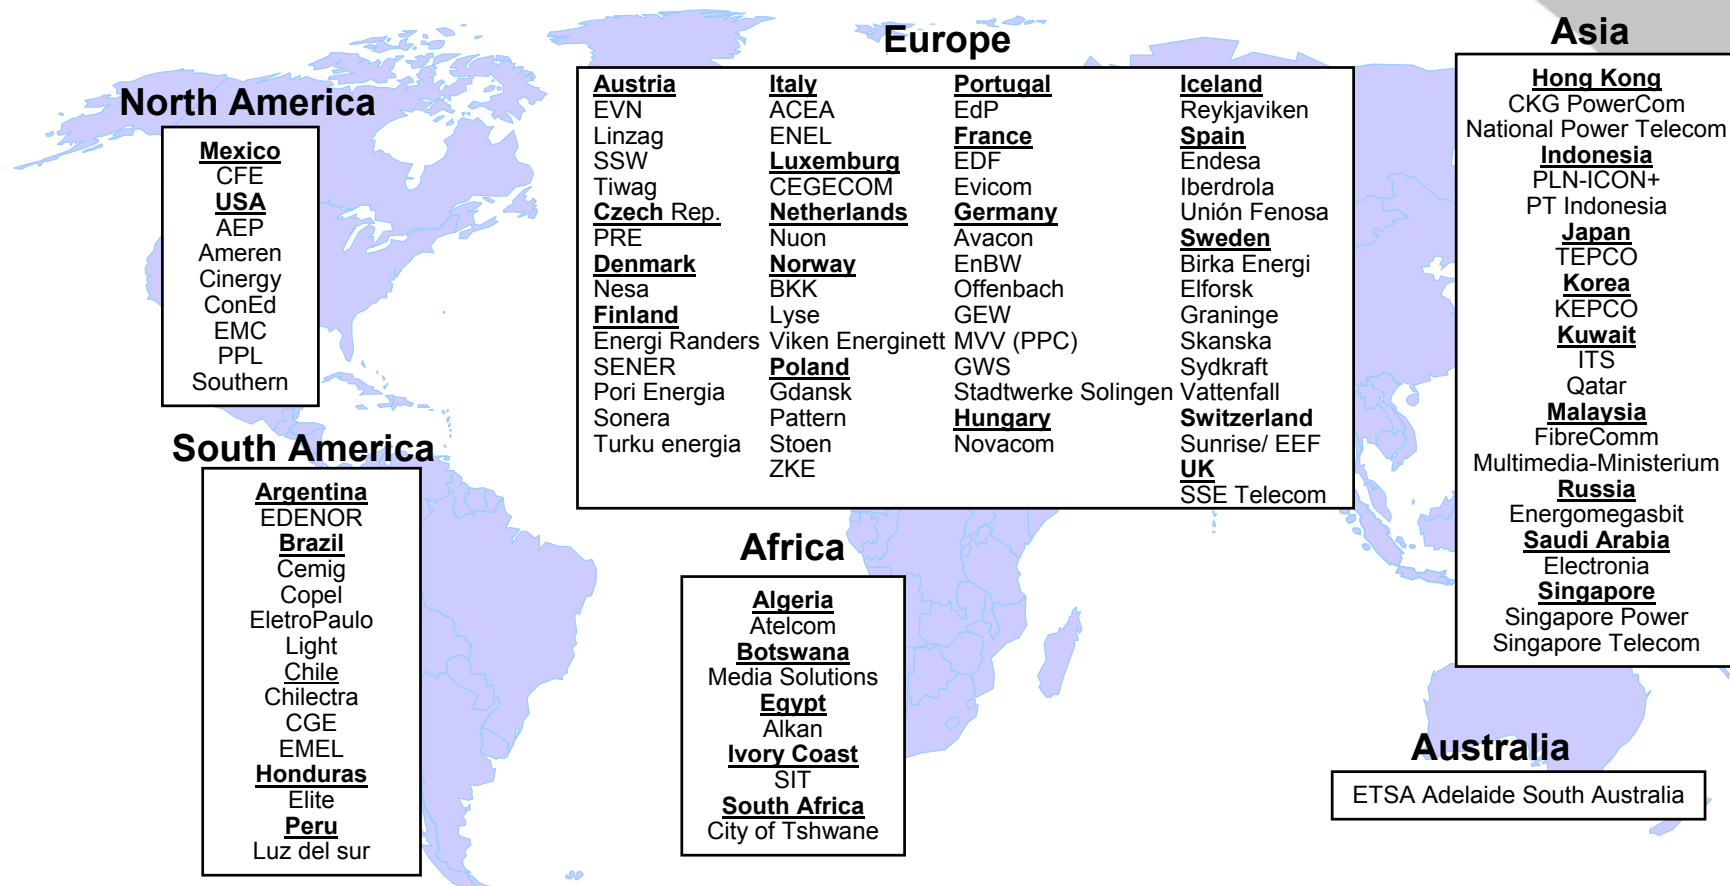 North America
Mexico
CFE
USA
AEP
Ameren
Cinergy
ConEd
EMC
PPL
Southern
South America
Argentina
EDENOR
Brazil
Cemig
Copel
EletroPaulo
Light
Chile
Chilectra
CGE
EMEL
Honduras
Elite
Peru
Luz del sur
Europe
Austria
EVN
Linzag
SSW
Tiwag
Czech Rep.
PRE
Denmark
Nesa
Finland
Energi Randers
SENER
Pori Energia
Sonera
Turku energia
Italy
ACEA
ENEL
Luxemburg
CEGECOM
Netherlands
Nuon
Norway
BKK
Lyse
Viken Energinett
Poland
Gdansk
Pattern
Stoen
ZKE
Portugal
EdP
France
EDF
Evicom
Germany
Avacon
EnBW
Offenbach
GEW
MVV (PPC)
GWS
Stadtwerke Solingen
Hungary
Novacom
Iceland
Reykjaviken
Spain
Endesa
Iberdrola
Unión Fenosa
Sweden
Birka Energi
Elforsk
Graninge
Skanska
Sydkraft
Vattenfall
Switzerland
Sunrise/ EEF
UK
SSE Telecom
Africa
Algeria
Atelcom
Botswana
Media Solutions
Egypt
Alkan
Ivory Coast
SIT
South Africa
City of Tshwane
Asia
Hong Kong
CKG PowerCom
National Power Telecom
Indonesia
PLN-ICON+
PT Indonesia
Japan
TEPCO
Korea
KEPCO
Kuwait
ITS
Qatar
Malaysia
FibreComm
Multimedia-Ministerium
Russia
Energomegasbit
Saudi Arabia
Electronia
Singapore
Singapore Power
Singapore Telecom
Australia
ETSA Adelaide South Australia